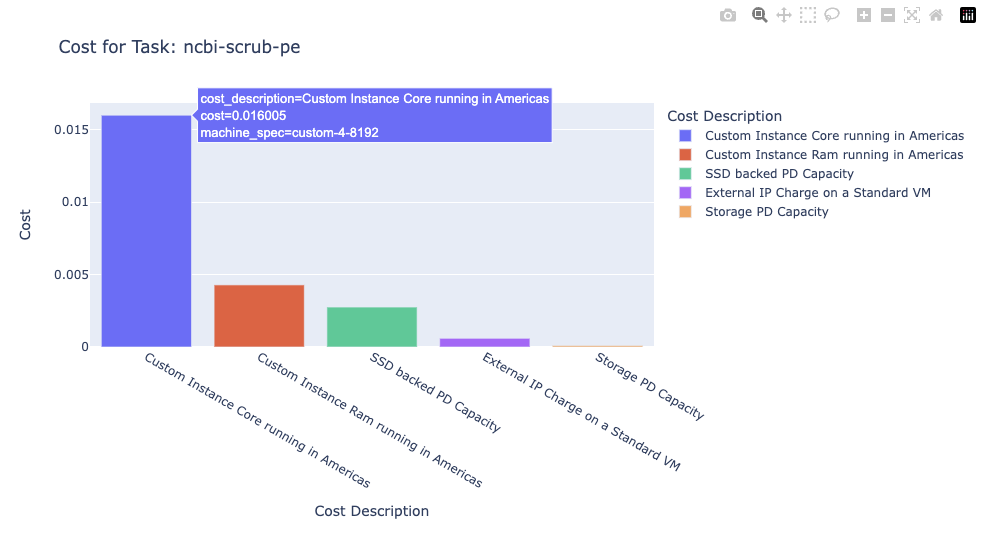 Cost for Task: ncbi-scrub-pe
cost_description=Custom Instance Core running in Americas
cost=0.016005
machine_spec=custom-4-8192
Cost
0.015
0.01
0.005
0
Custom Instance Core running in Americas
Custom Instance Ram running in Americas
SSD backed PD Capacity
External IP Charge on a Standard VM
Storage PD Capacity
Cost Description
Cost Description
Custom Instance Core running in Americas
Custom Instance Ram running in Americas
SSD backed PD Capacity
External IP Charge on a Standard VM
Storage PD Capacity